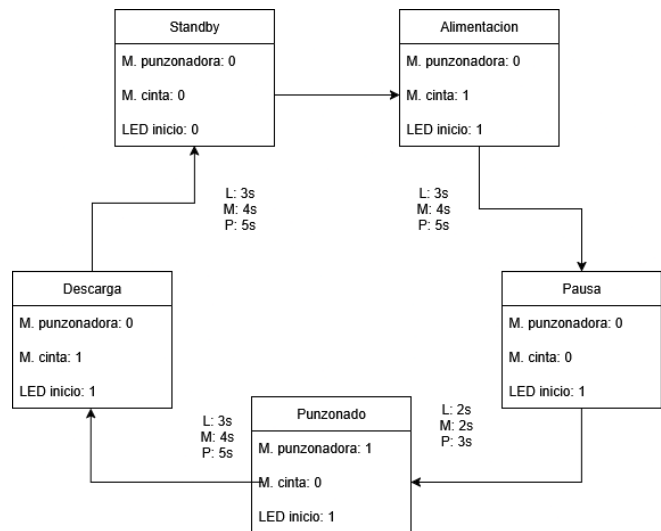 Standby
M. punzonadora: 0
M. cinta: 0
LED inicio: 0
Alimentacion
M. punzonadora: 0
M. cinta: 1
LED inicio: 1
L: 3s
M: 4s
P: 5s
L: 3s
M: 4s
P: 5s
Descarga
M. punzonadora: 0
M. cinta: 1
LED inicio: 1
Pausa
M. punzonadora: 0
M. cinta: 0
LED inicio: 1
L: 3s
M: 4s
P: 5s
Punzonado
M. punzonadora: 1
M. cinta: 0
LED inicio: 1
L: 2s
M: 2s
P: 3s